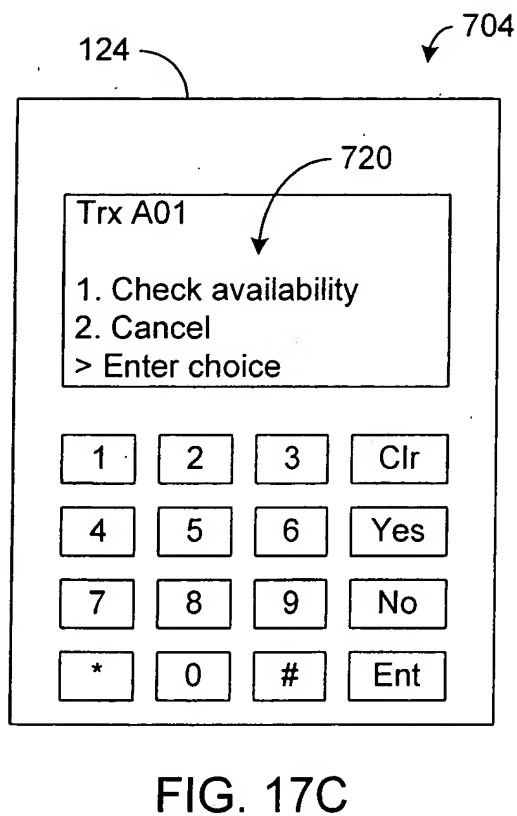 704
124
720
Trx A01
1. Check availability
2. Cancel
> Enter choice
1 2 3 Clr
4 5 6 Yes
7 8 9 No
* 0 # Ent
FIG. 17C